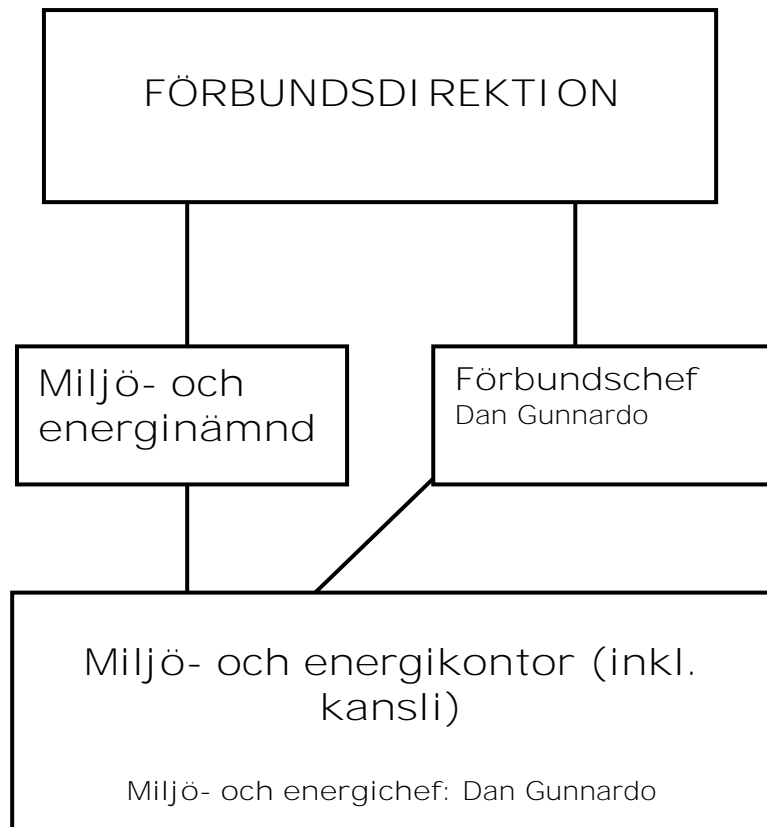 FÖRBUNDSDIREKTION
Miljö- och
energinämnd
Förbundschef
Dan Gunnardo
Miljö- och energikontor (inkl.
kansli)
Miljö- och energichef: Dan Gunnardo